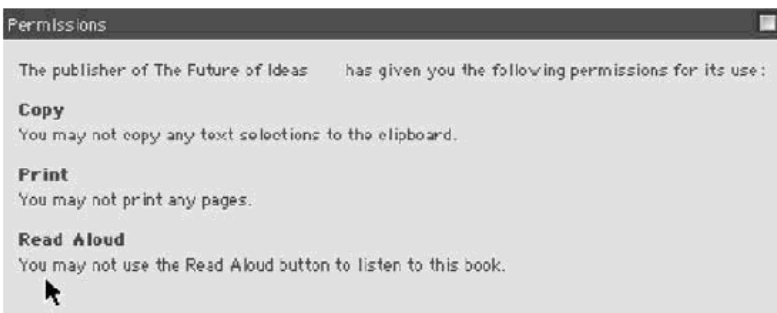 Permissions
The publisher of The Future of Ideas has given you the following permissions for its use:
Copy
You may not copy any text selections to the clipboard.
Print
You may not print any pages.
Read Aloud
You may not use the Read Aloud button to listen to this book.